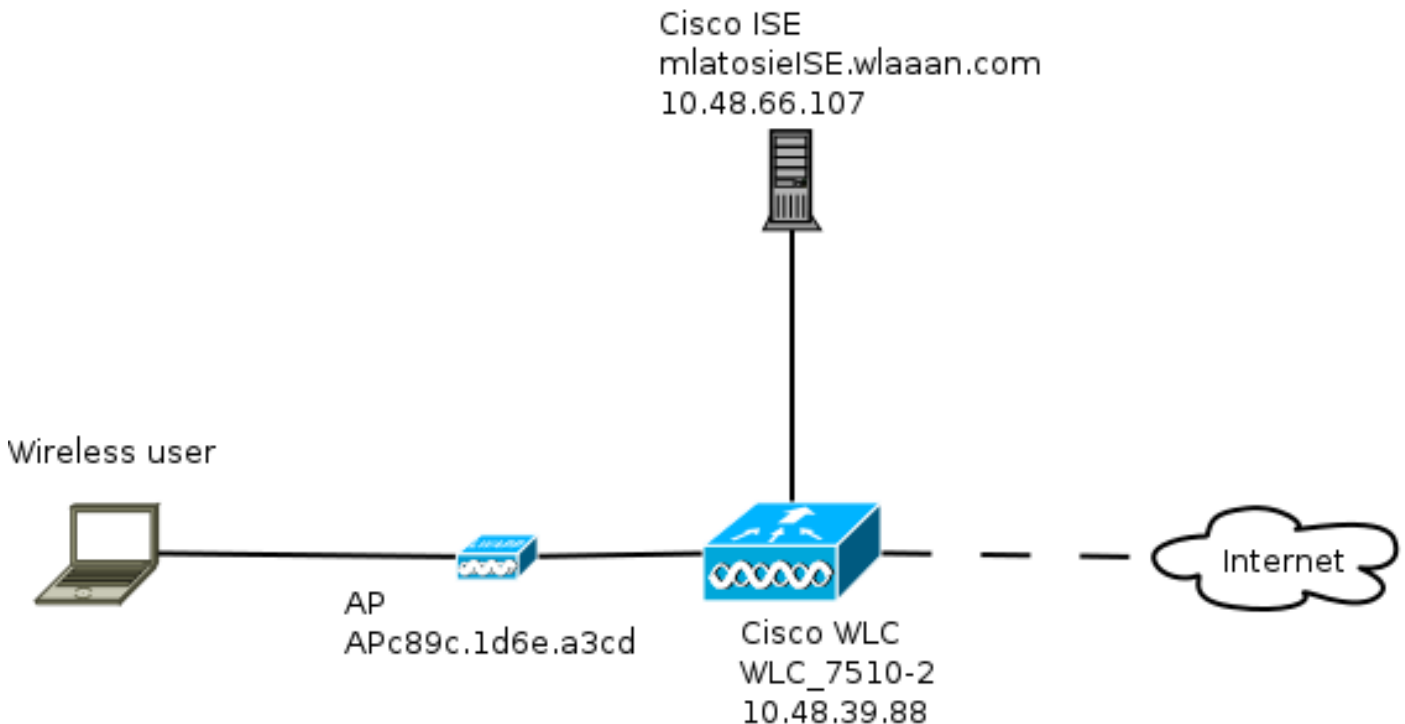 Cisco ISE
mlatosieISE.wlaaan.com
10.48.66.107
Wireless user
AP
APc89c.1d6e.a3cd
Cisco WLC
WLC_7510-2
10.48.39.88
Internet